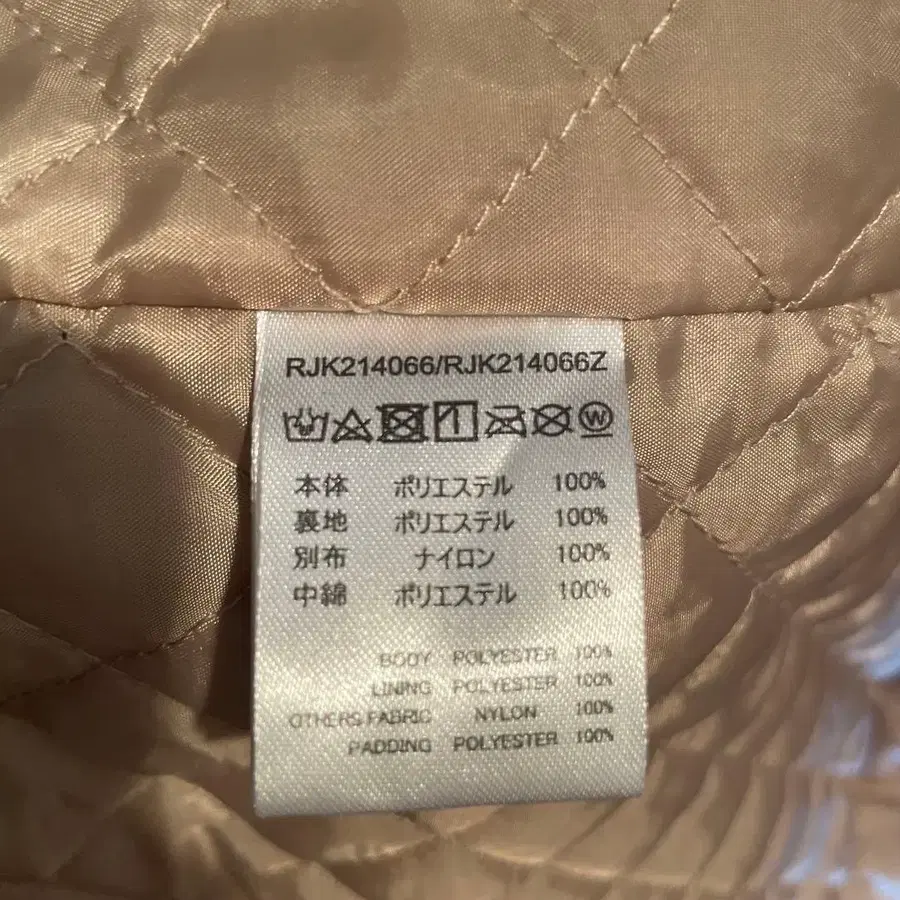 RJK214066/RJK214066Z
W
本体 ポリエステル 100%
裏地 ポリエステル 100%
別布 ナイロン 100%
中綿 ポリエステル 100%
BODY POLYESTER 100%
LINING POLYESTER 100%
OTHERS FABRIC NYLON 100%
PADDING POLYESTER 100%